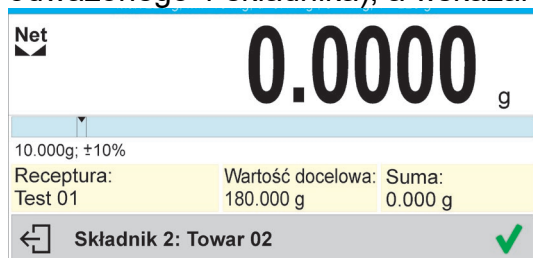 Net
0.0000 g
10.000g; ±10%
Receptura: Wartość docelowa: Suma:
Test 01 180.000 g 0.000 g
Składnik 2: Towar 02